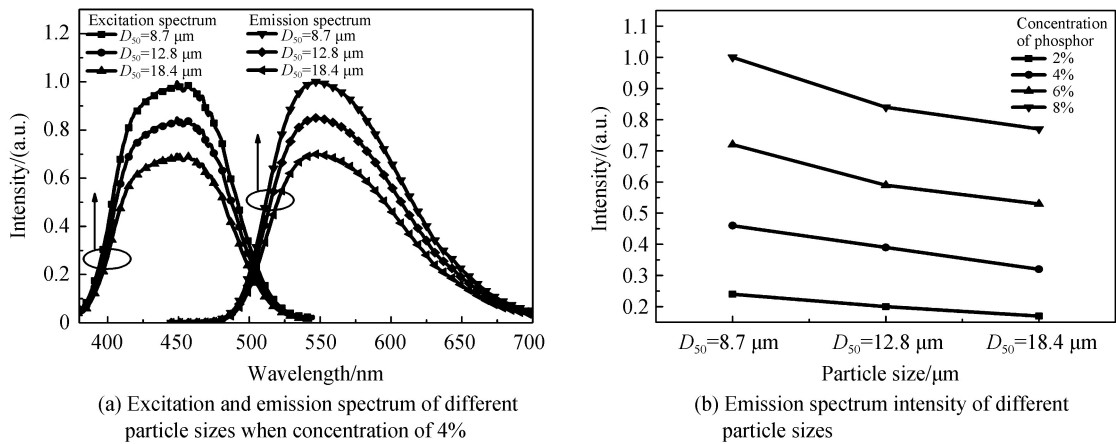 Excitation spectrum
D50=8.7 μm
D50=12.8 μm
D50=18.4 μm
Emission spectrum
D50=8.7 μm
D50=12.8 μm
D50=18.4 μm
Intensity/(a.u.)
1.2
1.0
0.8
0.6
0.4
0.2
0
400 450 500 550 600 650 700
Wavelength/nm
(a) Excitation and emission spectrum of different
particle sizes when concentration of 4%
Concentration
of phosphor
2%
4%
6%
8%
Intensity/(a.u.)
1.1
1.0
0.9
0.8
0.7
0.6
0.5
0.4
0.3
0.2
D50=8.7 μm D50=12.8 μm D50=18.4 μm
Particle size/μm
(b) Emission spectrum intensity of different
particle sizes